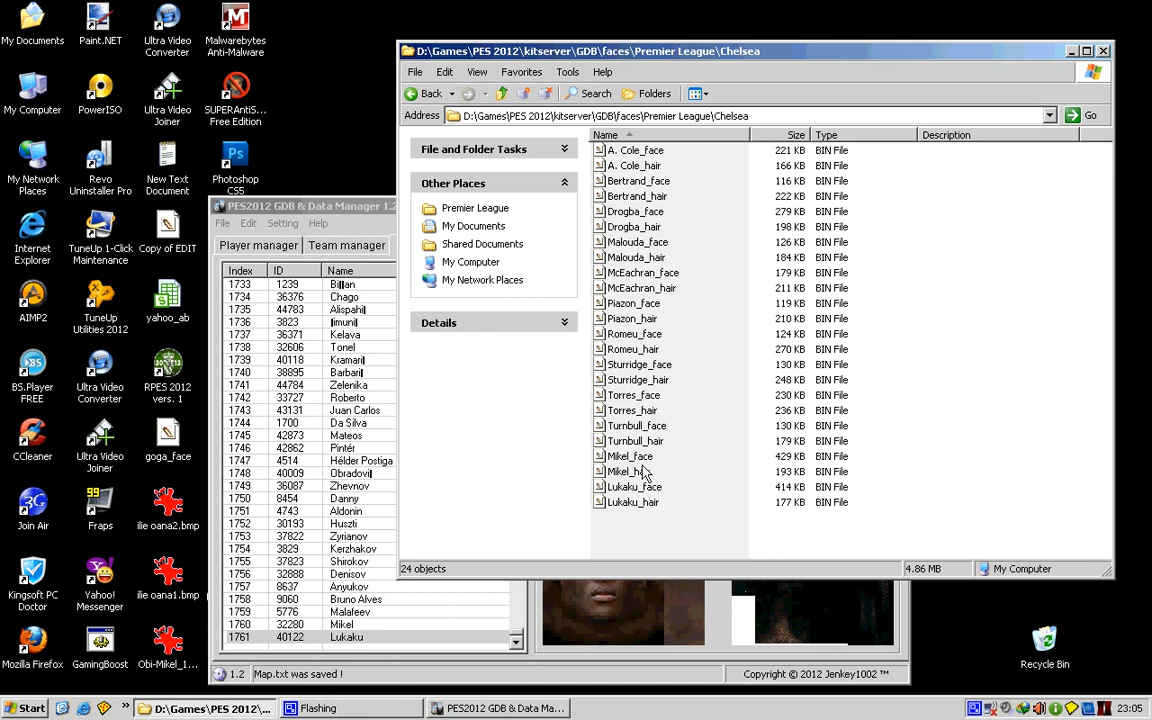 My Documents
Paint.NET
Ultra Video
Converter
Malwarebytes
Anti-Malware
My Computer
PowerISO
Ultra Video
Joiner
SUPERAntiS...
Free Edition
My Network
Places
Revo
Uninstaller Pro
New Text
Document
Photoshop
CS5
Internet
Explorer
TuneUp 1-Click
Maintenance
Copy of EDIT
AIMP2
TuneUp
Utilities 2012
yahoo_ab
BS.Player
FREE
Ultra Video
Converter
RPES 2012
vers. 1
CCleaner
Ultra Video
Joiner
goga_face
Join Air
Fraps
ilie oana2.bmp
Kingsoft PC
Doctor
Yahoo!
Messenger
ilie oana1.bmp
Mozilla Firefox
GamingBoost
Obi-Mikel_1...
D:\Games\PES 2012\kitserver\GDB\faces\Premier League\Chelsea
File Edit View Favorites Tools Help
Back Search Folders
Address D:\Games\PES 2012\kitserver\GDB\faces\Premier League\Chelsea Go
File and Folder Tasks
Other Places
Premier League
My Documents
Shared Documents
My Computer
My Network Places
Details
Name Size Type Description
A. Cole_face 221 KB BIN File
A. Cole_hair 166 KB BIN File
Bertrand_face 116 KB BIN File
Bertrand_hair 222 KB BIN File
Drogba_face 279 KB BIN File
Drogba_hair 198 KB BIN File
Malouda_face 126 KB BIN File
Malouda_hair 184 KB BIN File
McEachran_face 179 KB BIN File
McEachran_hair 211 KB BIN File
Piazon_face 119 KB BIN File
Piazon_hair 210 KB BIN File
Romeu_face 124 KB BIN File
Romeu_hair 270 KB BIN File
Sturridge_face 130 KB BIN File
Sturridge_hair 248 KB BIN File
Torres_face 230 KB BIN File
Torres_hair 236 KB BIN File
Turnbull_face 130 KB BIN File
Turnbull_hair 179 KB BIN File
Mikel_face 429 KB BIN File
Mikel_hair 193 KB BIN File
Lukaku_face 414 KB BIN File
Lukaku_hair 177 KB BIN File
24 objects 4.86 MB My Computer
PES2012 GDB & Data Manager 1.2
File Edit Setting Help
Player manager Team manager
Index ID Name
1733 1239
1734 36376 Chago
1735 44783 Alispahi|
1736 3823
1737 36371 Kelava
1738 32606 Tonel
1739 40118 Kramari|
1740 38895 Barbari|
1741 44784 Zelenika
1742 33727 Roberto
1743 43131 Juan Carlos
1744 1700 Da Silva
1745 42873 Mateos
1746 42862 Pintér
1747 4514 Hélder Postiga
1748 40009 Obradovi|
1749 36286 Zhevnov
1750 8454 Danny
1751 4743 Aldonin
1752 30193 Huszti
1753 37822 Zyrianov
1754 3829 Kerzhakov
1755 37823 Shirokov
1756 32888 Denisov
1757 8637 Anyukov
1758 9060 Bruno Alves
1759 5776 Malafeev
1760 32280 Mikel
1761 40122 Lukaku
1.2 Map.txt was saved ! Copyright © 2012 Jenkey1002 ™
Recycle Bin
Start D:\Games\PES 2012\... Flashing PES2012 GDB & Data Ma... 23:05